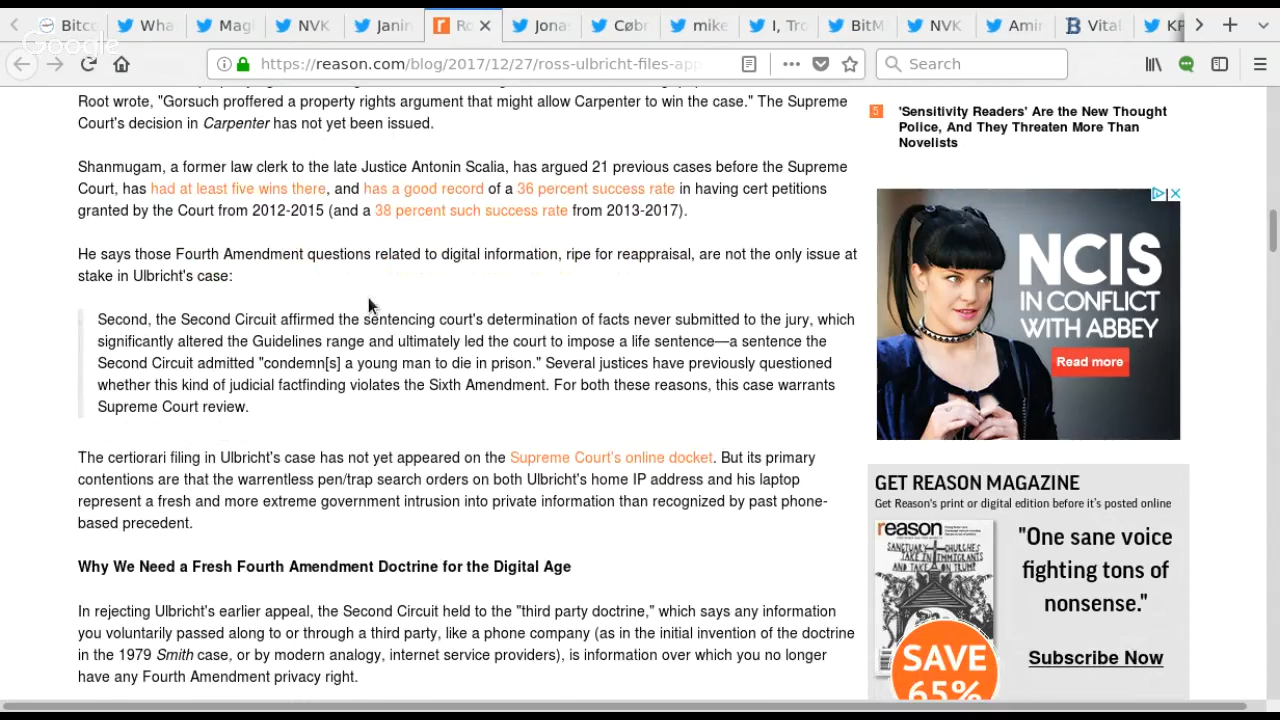 Bitc
Wha
Mag
NVK
Janin
Ro
Jona
Cøbr
mike
I, Tro
BitM
NVK
Amir
Vital
Google
https://reason.com/blog/2017/12/27/ross-ulbricht-files-app
Search
Root wrote, "Gorsuch proffered a property rights argument that might allow Carpenter to win the case." The Supreme
Court's decision in Carpenter has not yet been issued.
Shanmugam, a former law clerk to the late Justice Antonin Scalia, has argued 21 previous cases before the Supreme
Court, has had at least five wins there, and has a good record of a 36 percent success rate in having cert petitions
granted by the Court from 2012-2015 (and a 38 percent such success rate from 2013-2017).
He says those Fourth Amendment questions related to digital information, ripe for reappraisal, are not the only issue at
stake in Ulbricht's case:
Second, the Second Circuit affirmed the sentencing court's determination of facts never submitted to the jury, which
significantly altered the Guidelines range and ultimately led the court to impose a life sentence—a sentence the
Second Circuit admitted "condemn[s] a young man to die in prison." Several justices have previously questioned
whether this kind of judicial factfinding violates the Sixth Amendment. For both these reasons, this case warrants
Supreme Court review.
The certiorari filing in Ulbricht's case has not yet appeared on the Supreme Court's online docket. But its primary
contentions are that the warrentless pen/trap search orders on both Ulbricht's home IP address and his laptop
represent a fresh and more extreme government intrusion into private information than recognized by past phone-
based precedent.
Why We Need a Fresh Fourth Amendment Doctrine for the Digital Age
In rejecting Ulbricht's earlier appeal, the Second Circuit held to the "third party doctrine," which says any information
you voluntarily passed along to or through a third party, like a phone company (as in the initial invention of the doctrine
in the 1979 Smith case, or by modern analogy, internet service providers), is information over which you no longer
have any Fourth Amendment privacy right.
5
'Sensitivity Readers' Are the New Thought
Police, And They Threaten More Than
Novelists
NCIS
IN CONFLICT
WITH ABBEY
Read more
GET REASON MAGAZINE
Get Reason's print or digital edition before it's posted online
reason
SANCTUARY CHURCHES
TAKE IN IMMIGRANTS
AND TAKE ON TRUMP
"One sane voice
fighting tons of
nonsense."
SAVE
65%
Subscribe Now